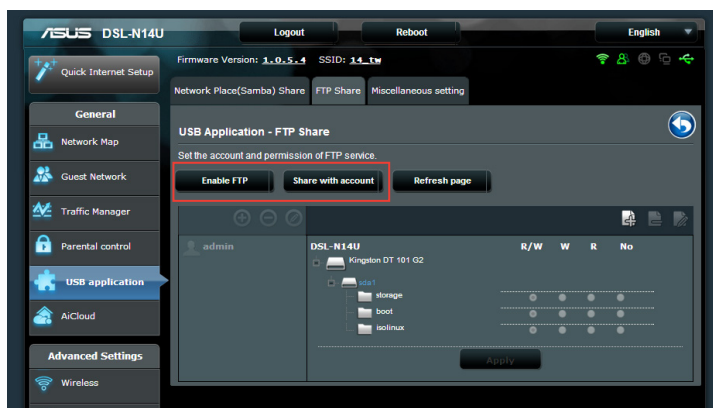 ASUS DSL-N14U Logout Reboot English
Quick Internet Setup
Firmware Version: 1.0.5.4 SSID: 14_tw
Network Place(Samba) Share FTP Share Miscellaneous setting
General
Network Map
Guest Network
Traffic Manager
Parental control
USB application
AiCloud
Advanced Settings
Wireless
USB Application - FTP Share
Set the account and permission of FTP service.
Enable FTP Share with account Refresh page
admin
DSL-N14U R/W W R No
Kingston DT 101 G2
sda1
storage
boot
isolinux
Apply